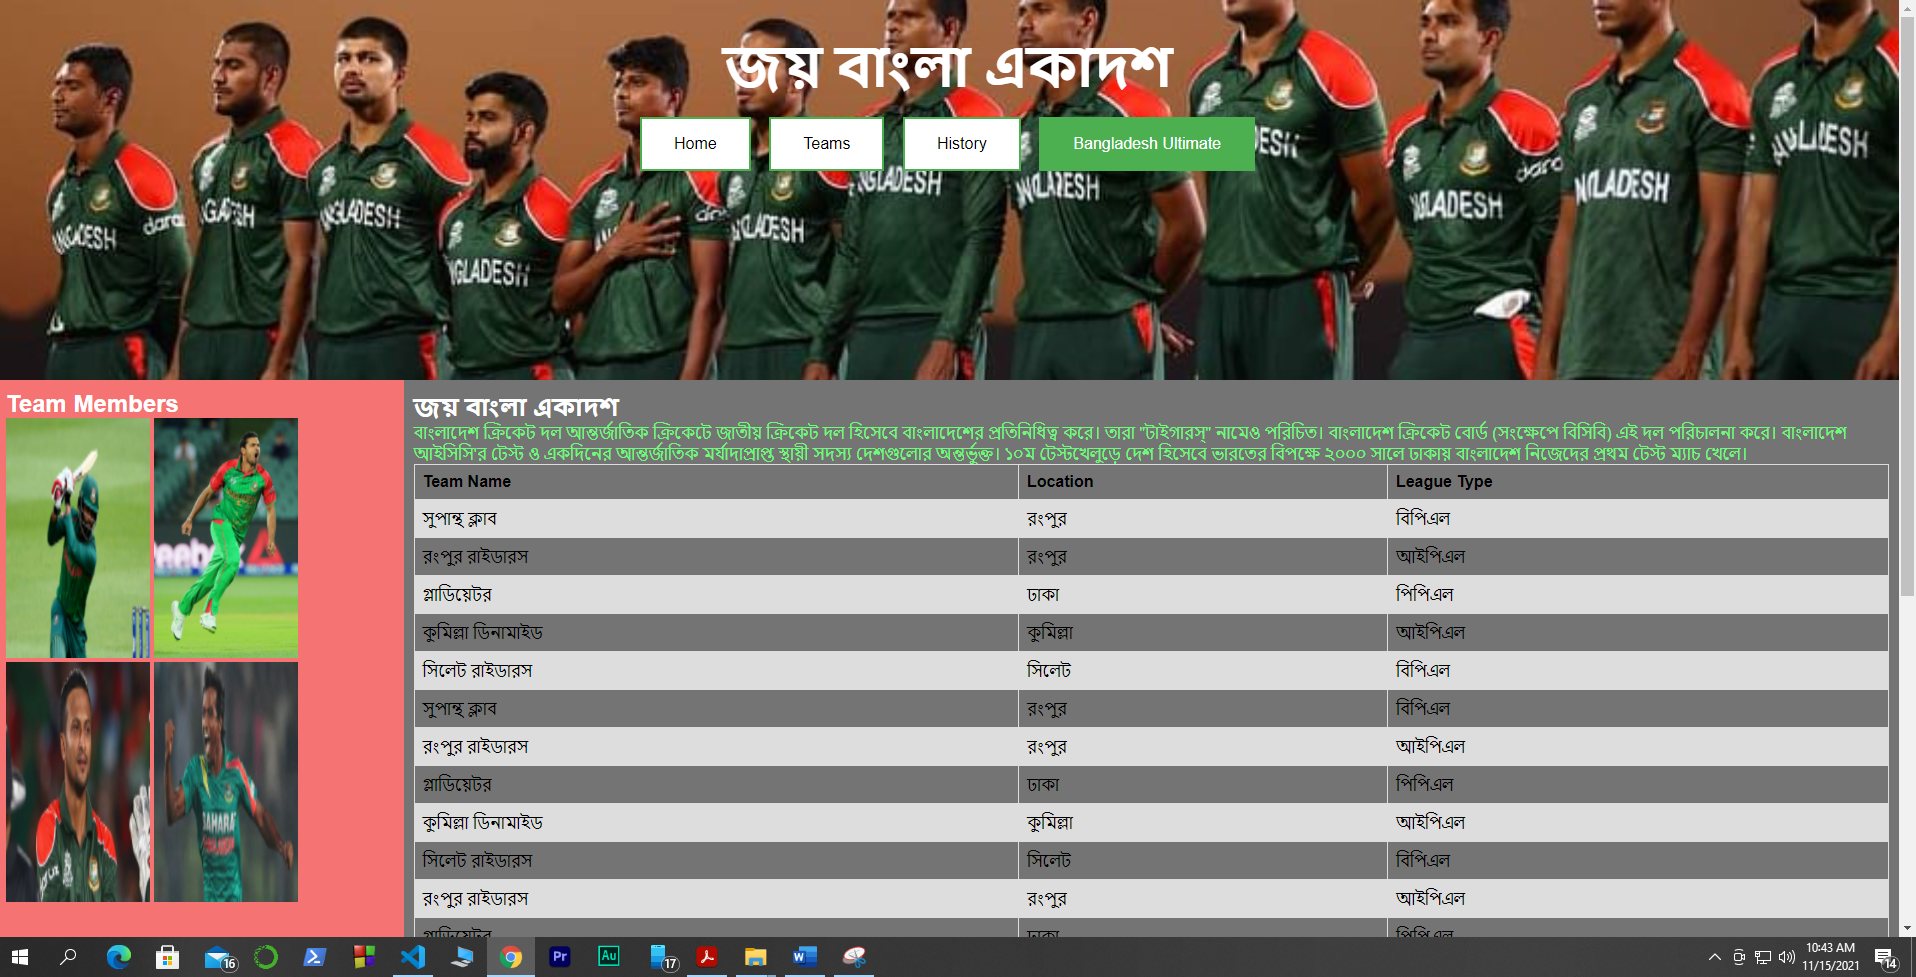 জয় বাংলা একাদশ
Home Teams History Bangladesh Ultimate
Team Members
জয় বাংলা একাদশ
বাংলাদেশ ক্রিকেট দল আন্তর্জাতিক ক্রিকেটে জাতীয় ক্রিকেট দল হিসেবে বাংলাদেশের প্রতিনিধিত্ব করে। তারা "টাইগারস্" নামেও পরিচিত। বাংলাদেশ ক্রিকেট বোর্ড (সংক্ষেপে বিসিবি) এই দল পরিচালনা করে। বাংলাদেশ
আইসিসি'র টেস্ট ও একদিনের আন্তর্জাতিক মর্যাদাপ্রাপ্ত স্থায়ী সদস্য দেশগুলোর অন্তর্ভুক্ত। ১০ম টেস্টখেলুড়ে দেশ হিসেবে ভারতের বিপক্ষে ২০০০ সালে ঢাকায় বাংলাদেশ নিজেদের প্রথম টেস্ট ম্যাচ খেলে।
Team Name Location League Type
সুপান্থ ক্লাব রংপুর বিপিএল
রংপুর রাইডারস রংপুর আইপিএল
গ্লাডিয়েটর ঢাকা পিপিএল
কুমিল্লা ডিনামাইড কুমিল্লা আইপিএল
সিলেট রাইডারস সিলেট বিপিএল
সুপান্থ ক্লাব রংপুর বিপিএল
রংপুর রাইডারস রংপুর আইপিএল
গ্লাডিয়েটর ঢাকা পিপিএল
কুমিল্লা ডিনামাইড কুমিল্লা আইপিএল
সিলেট রাইডারস সিলেট বিপিএল
রংপুর রাইডারস রংপুর আইপিএল
গ্লাডিয়েটর ঢাকা পিপিএল
16 Pr Au 17 W
10:43 AM
11/15/2021
14